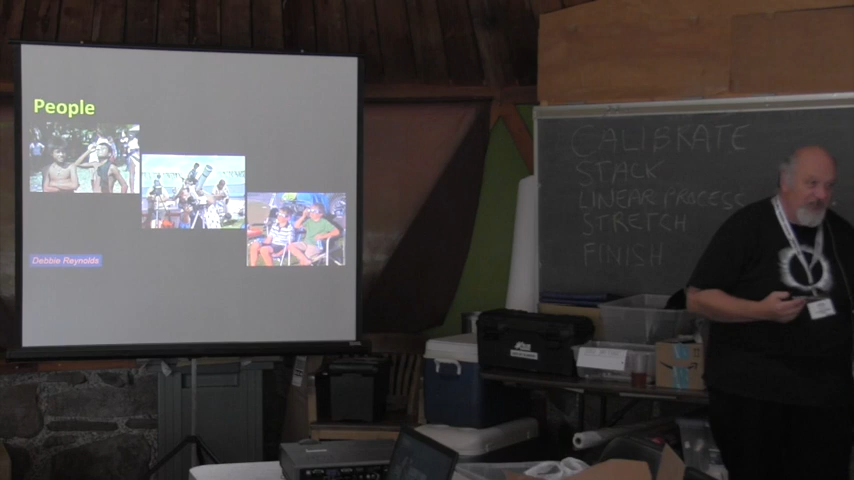 People
Debbie Reynolds
CALIBRATE
STACK
LINEAR PROCESS
STRETCH
FINISH